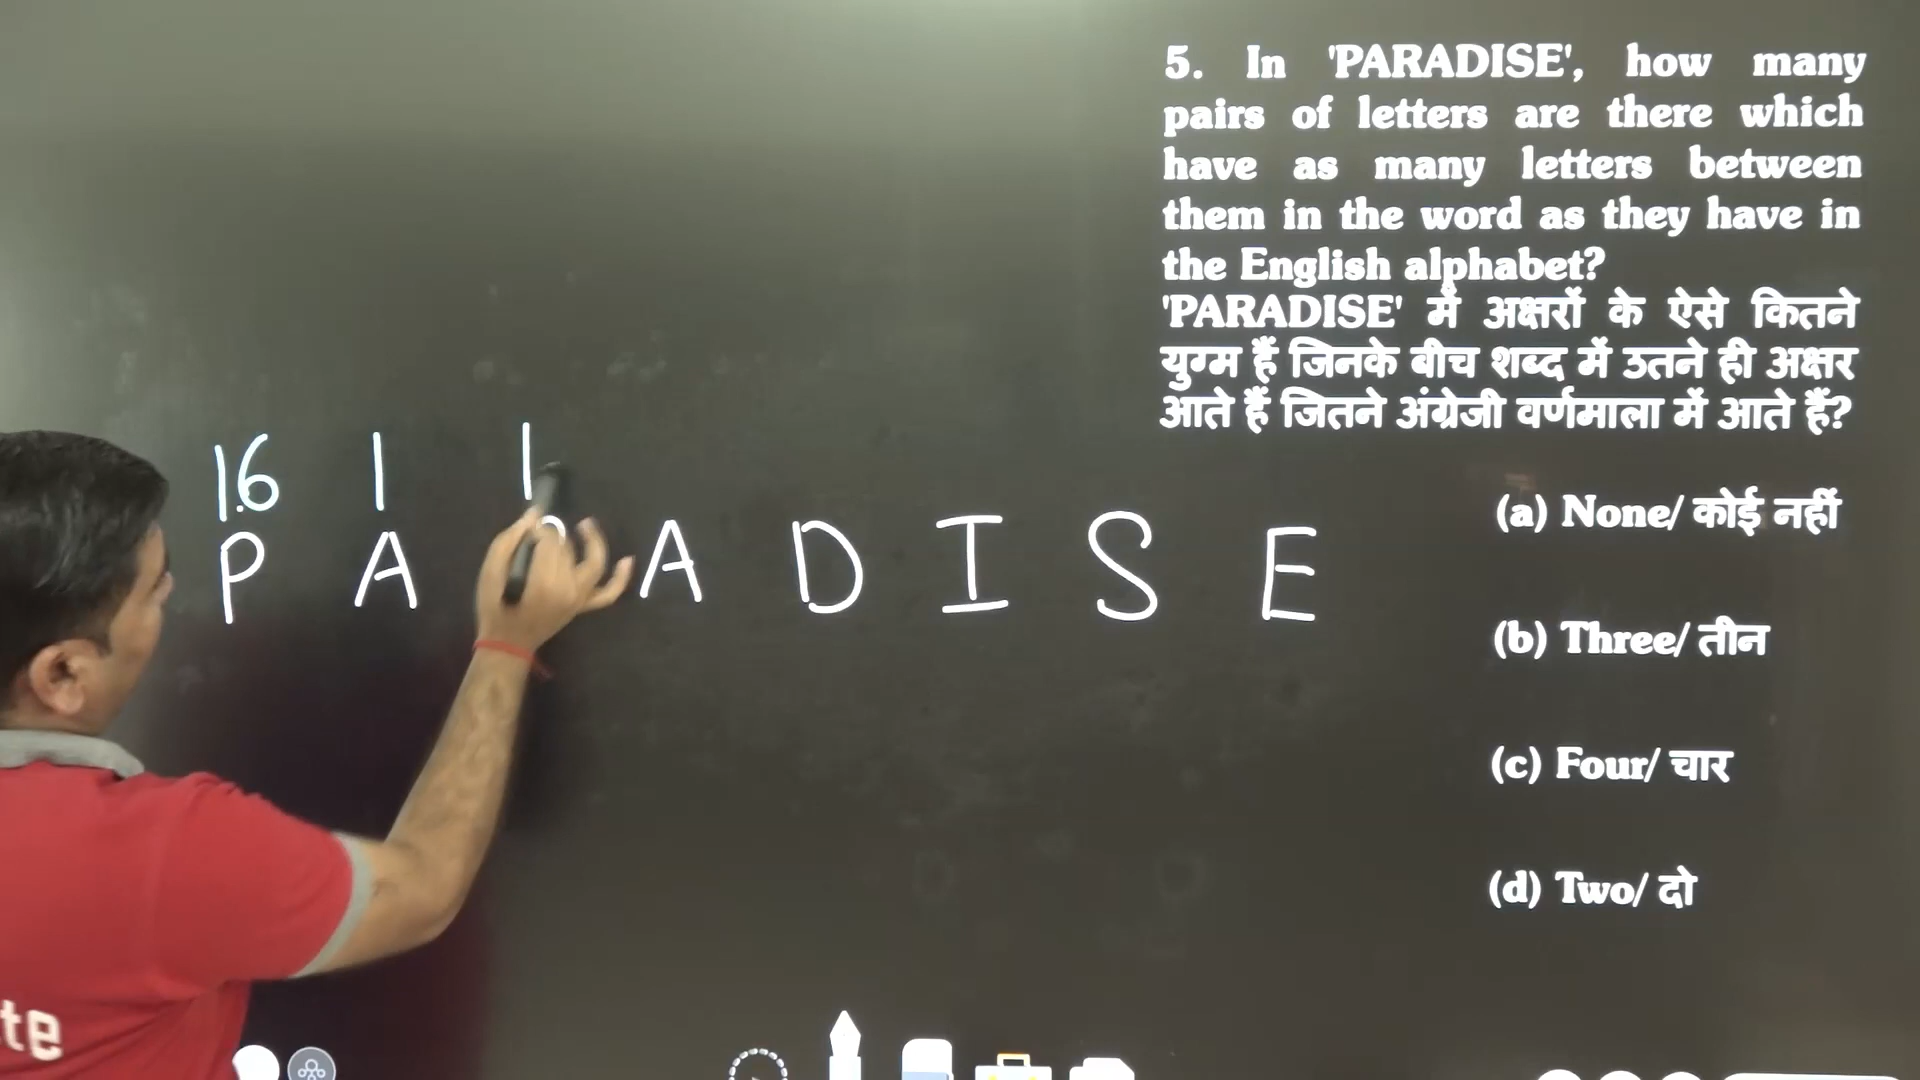 5. In 'PARADISE', how many
pairs of letters are there which
have as many letters between
them in the word as they have in
the English alphabet?
'PARADISE' में अक्षरों के ऐसे कितने
युग्म हैं जिनके बीच शब्द में उतने ही अक्षर
आते हैं जितने अंग्रेजी वर्णमाला में आते हैं?
(a) None/ कोई नहीं
(b) Three/ तीन
(c) Four/ चार
(d) Two/ दो
16 1 1
P A A D I S E
te